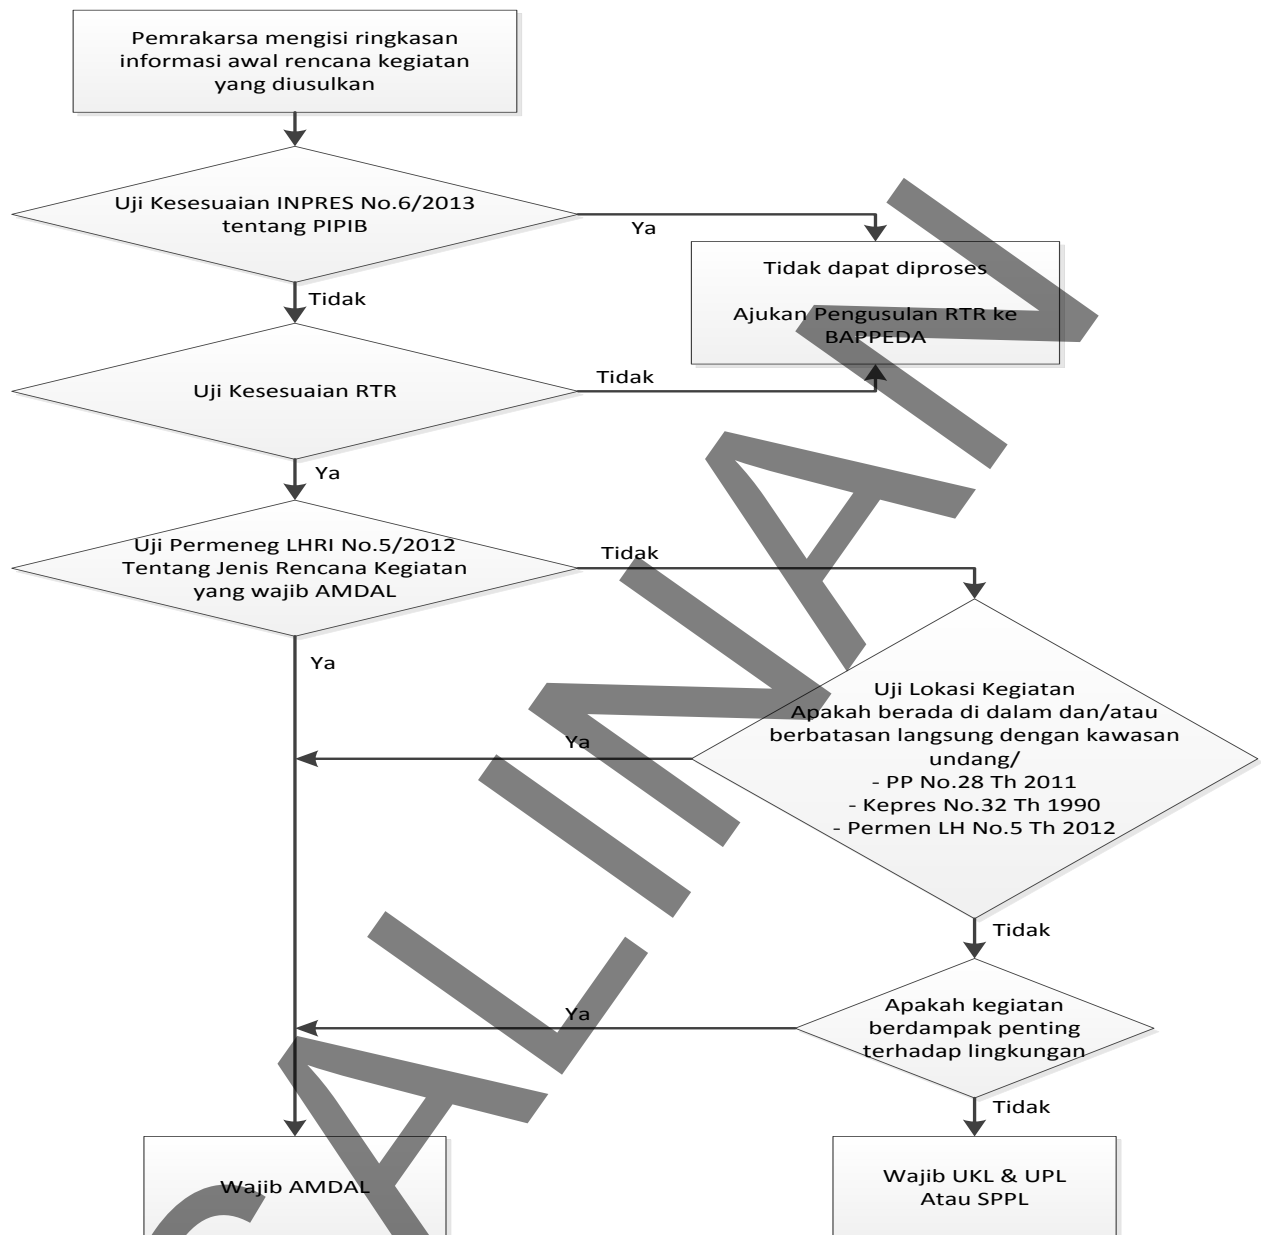 Pemrakarsa mengisi ringkasan
informasi awal rencana kegiatan
yang diusulkan
Uji Kesesuaian INPRES No.6/2013
tentang PIPIB
Ya
Tidak dapat diproses
Ajukan Pengusulan RTR ke
BAPPEDA
Tidak
Uji Kesesuaian RTR
Tidak
Ya
Uji Permeneg LHRI No.5/2012
Tentang Jenis Rencana Kegiatan
yang wajib AMDAL
Tidak
Ya
Uji Lokasi Kegiatan
Apakah berada di dalam dan/atau
berbatasan langsung dengan kawasan
undang/
- PP No.28 Th 2011
- Kepres No.32 Th 1990
- Permen LH No.5 Th 2012
Ya
Tidak
Apakah kegiatan
berdampak penting
terhadap lingkungan
Ya
Tidak
Wajib AMDAL
Wajib UKL & UPL
Atau SPPL
SALINAN